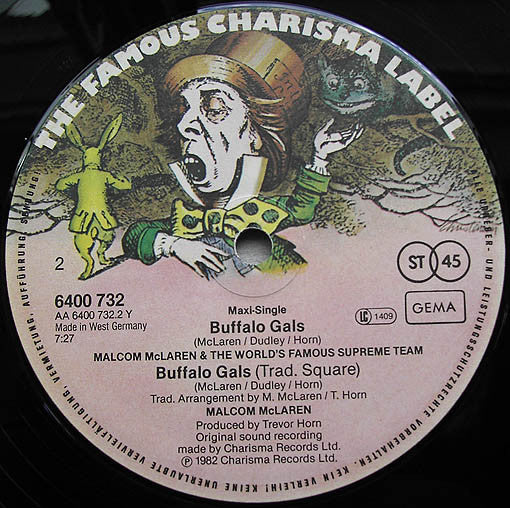 THE FAMOUS CHARISMA LABEL
2
ST 45
6400 732
AA 6400 732.2 Y
Made in West Germany
7:27
LC 1409
GEMA
Maxi-Single
Buffalo Gals
(McLaren / Dudley / Horn)
MALCOM McLAREN & THE WORLD'S FAMOUS SUPREME TEAM
Buffalo Gals (Trad. Square)
(McLaren / Dudley / Horn)
Trad. Arrangement by M. McLaren / T. Horn
MALCOM McLAREN
Produced by Trevor Horn
Original sound recording
made by Charisma Records Ltd.
Ⓟ 1982 Charisma Records Ltd.
ALLE URHEBER- UND LEISTUNGSSCHUTZRECHTE VORBEHALTEN. KEIN VERLEIH! KEINE UNERLAUBTE VERVIELFÄLTIGUNG, VERMIETUNG, AUFFÜHRUNG, SENDUNG!